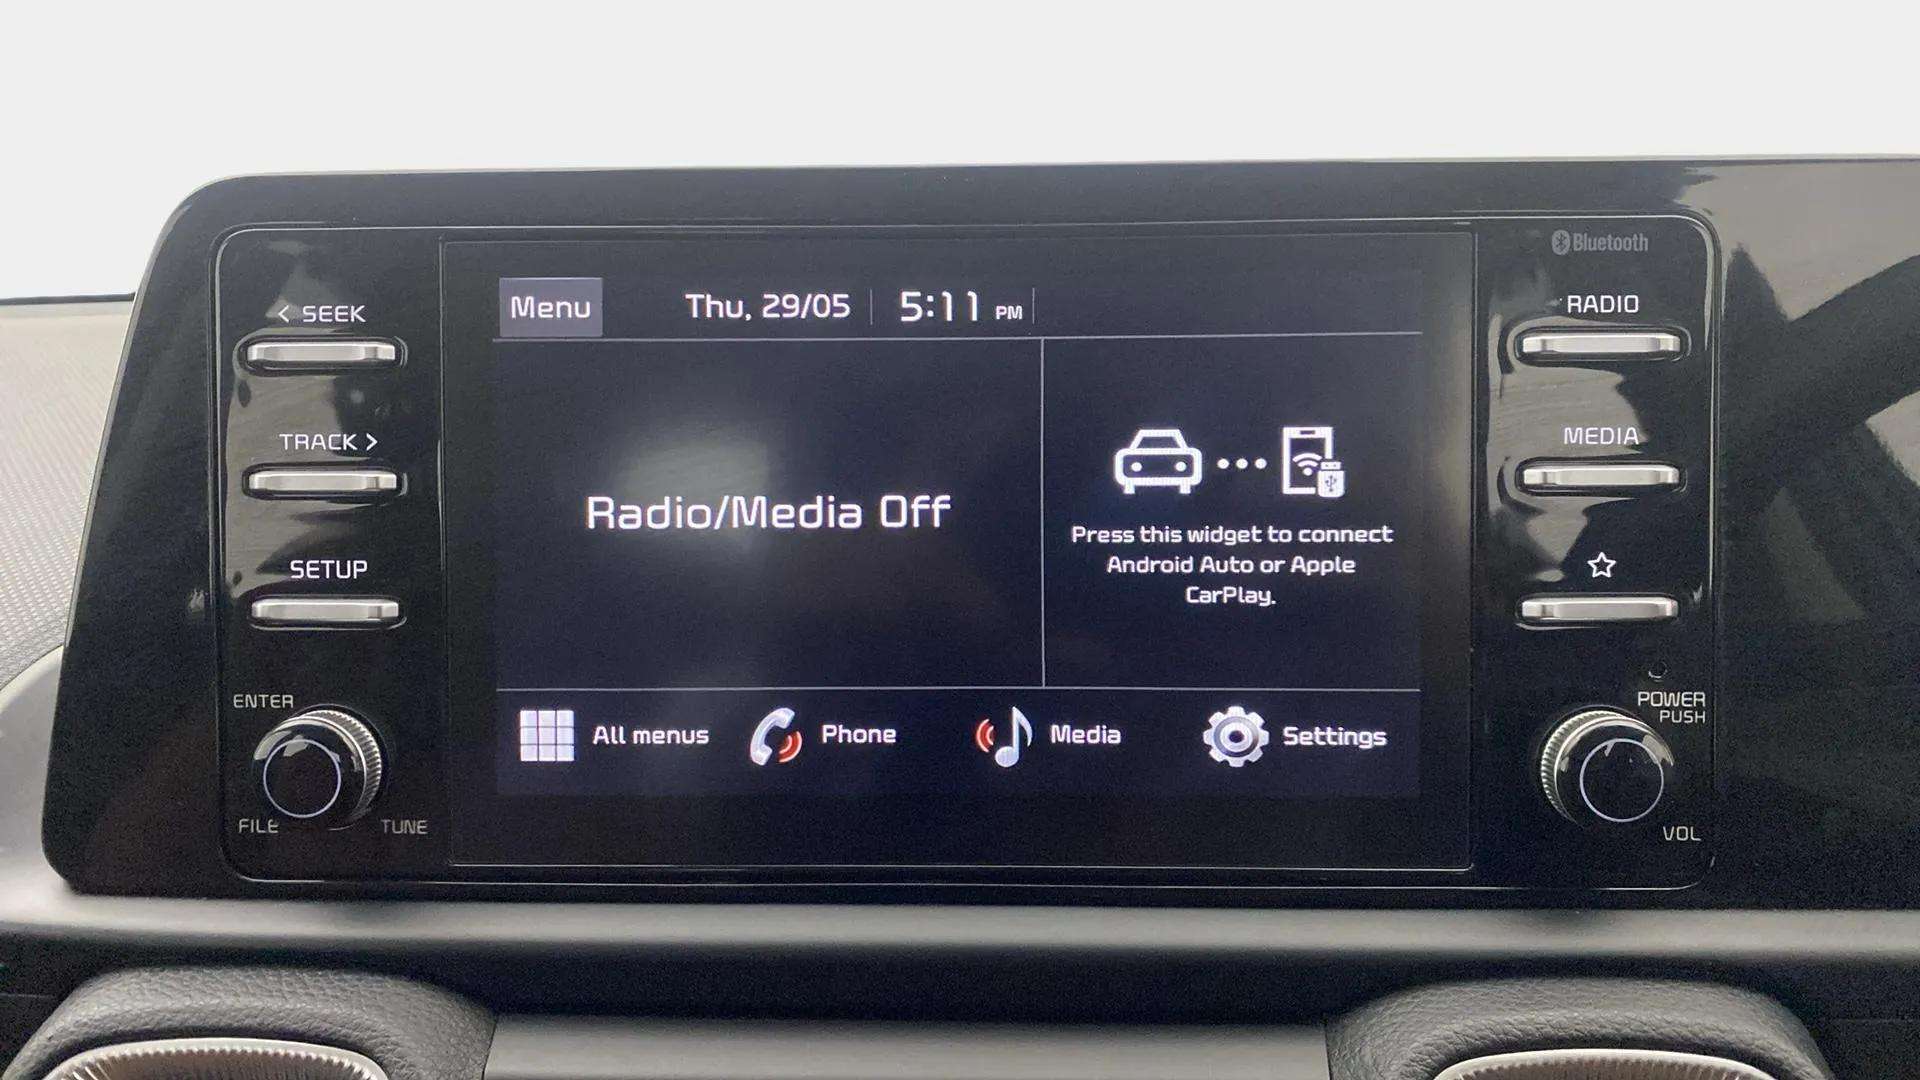 Bluetooth
< SEEK
TRACK >
SETUP
ENTER
FILE
TUNE
Menu
Thu, 29/05
5:11 PM
Radio/Media Off
Press this widget to connect
Android Auto or Apple
CarPlay.
All menus
Phone
Media
Settings
RADIO
MEDIA
POWER
PUSH
VOL